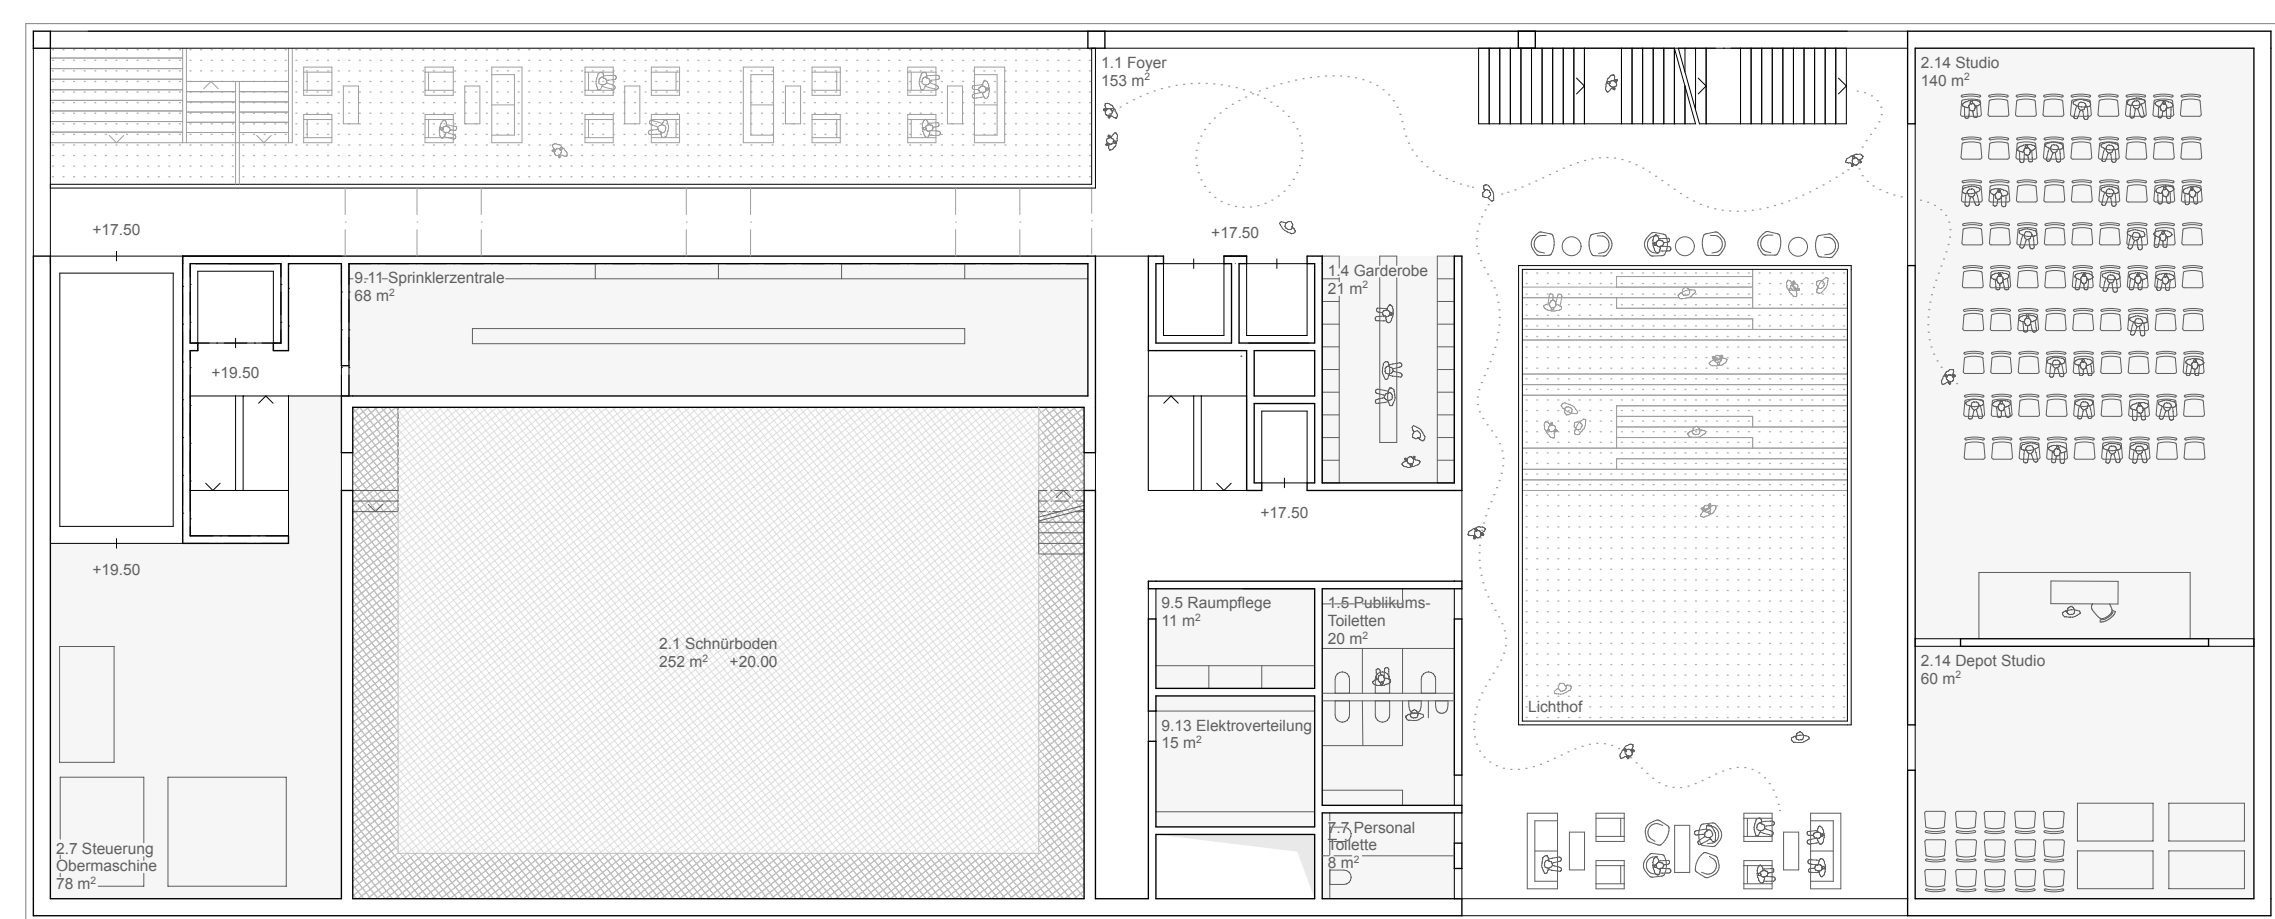 1.1 Foyer
153 m²
2.14 Studio
140 m²
+17.50
+17.50
9.11 Sprinklerzentrale
68 m²
1.4 Garderobe
21 m²
+19.50
+17.50
+19.50
9.5 Raumpflege
11 m²
1.5 Publikums-
Toiletten
20 m²
2.1 Schnürboden
252 m² +20.00
2.14 Depot Studio
60 m²
Lichthof
9.13 Elektroverteilung
15 m²
7.7 Personal
Toilette
8 m²
2.7 Steuerung
Obermaschine
78 m²